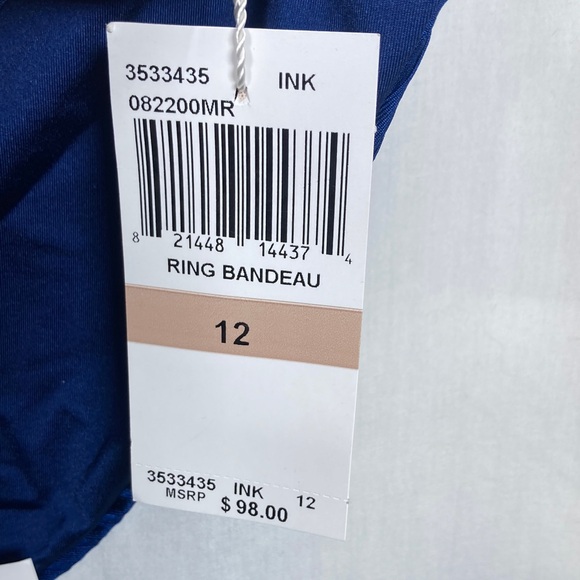 3533435 INK
082200MR
8 21448 14437 4
RING BANDEAU
12
3533435 INK 12
MSRP $98.00